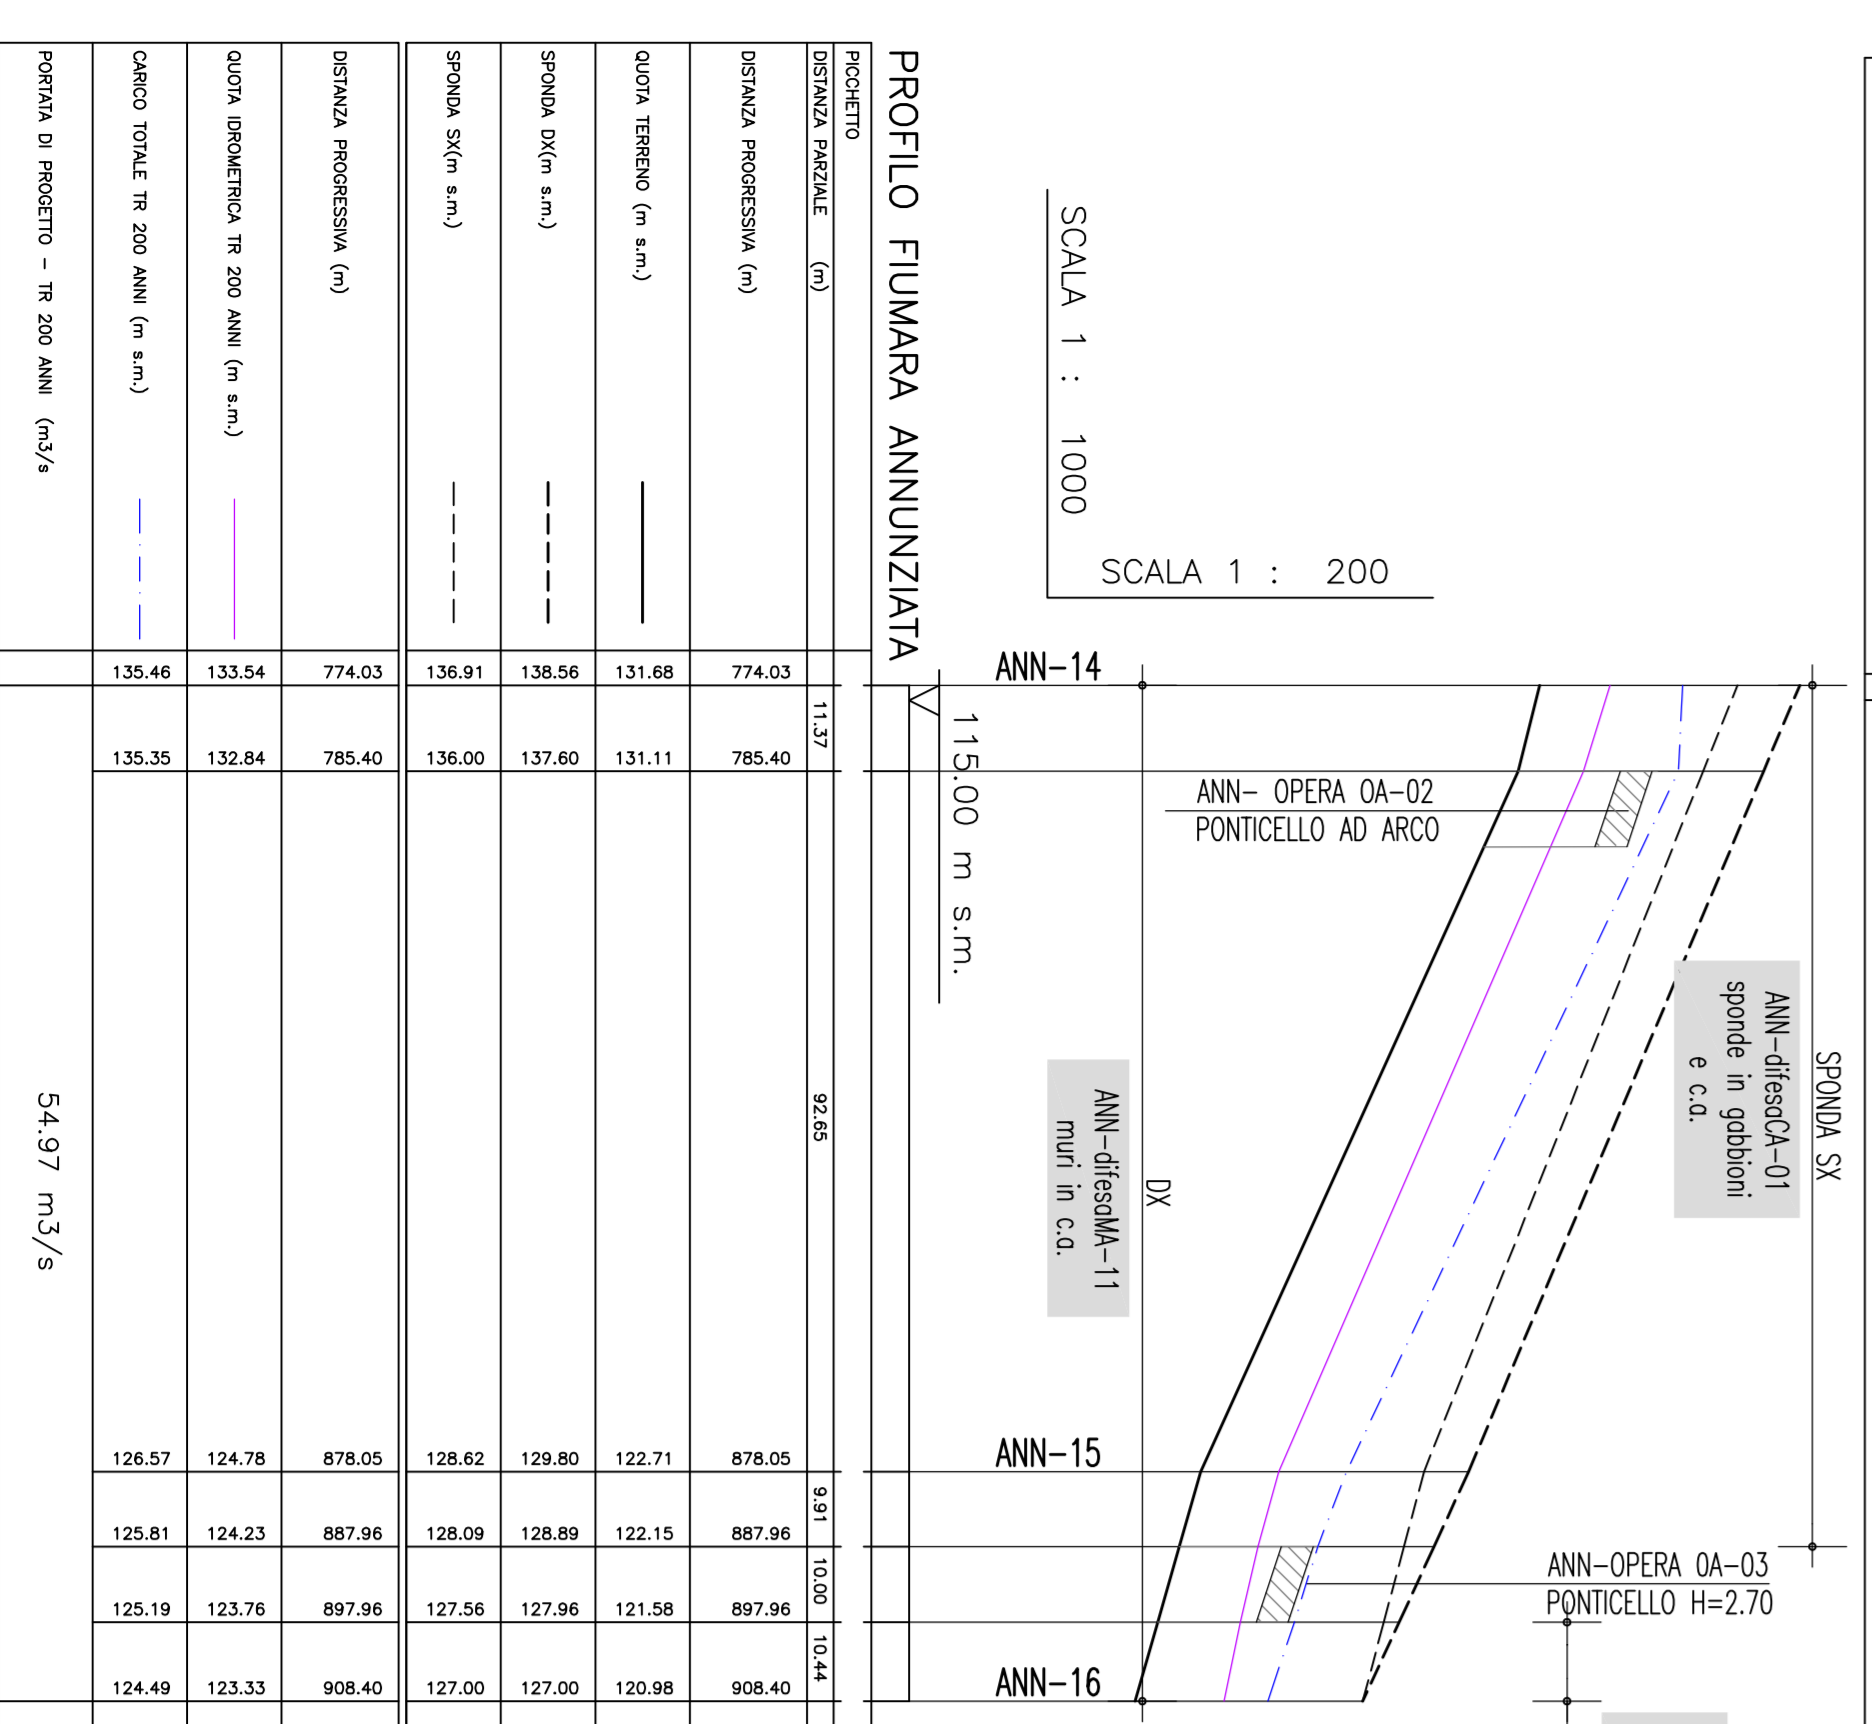 SCALA 1 : 1000
SCALA 1 : 200
PROFILO FIUMARA ANNUNZIATA
115.00 m s.m.
ANN-14
ANN-15
ANN-16
ANN- OPERA OA-02
PONTICELLO AD ARCO
ANN-difesaCA-01
sponde in gabbioni
e c.a.
SPONDA SX
DX
ANN-difesaMA-11
muri in c.a.
ANN-OPERA OA-03
PONTICELLO H=2.70
PICCHETTO
DISTANZA PARZIALE (m)
11.37 92.65 9.91 10.00 10.44
DISTANZA PROGRESSIVA (m)
774.03 785.40 878.05 887.96 897.96 908.40
QUOTA TERRENO (m s.m.)
131.68 131.11 122.71 122.15 121.58 120.98
SPONDA DX(m s.m.)
138.56 137.60 129.80 128.89 127.96 127.00
SPONDA SX(m s.m.)
136.91 136.00 128.62 128.09 127.56 127.00
DISTANZA PROGRESSIVA (m)
774.03 785.40 878.05 887.96 897.96 908.40
QUOTA IDROMETRICA TR 200 ANNI (m s.m.)
133.54 132.84 124.78 124.23 123.76 123.33
CARICO TOTALE TR 200 ANNI (m s.m.)
135.46 135.35 126.57 125.81 125.19 124.49
PORTATA DI PROGETTO - TR 200 ANNI (m3/s
54.97 m3/s